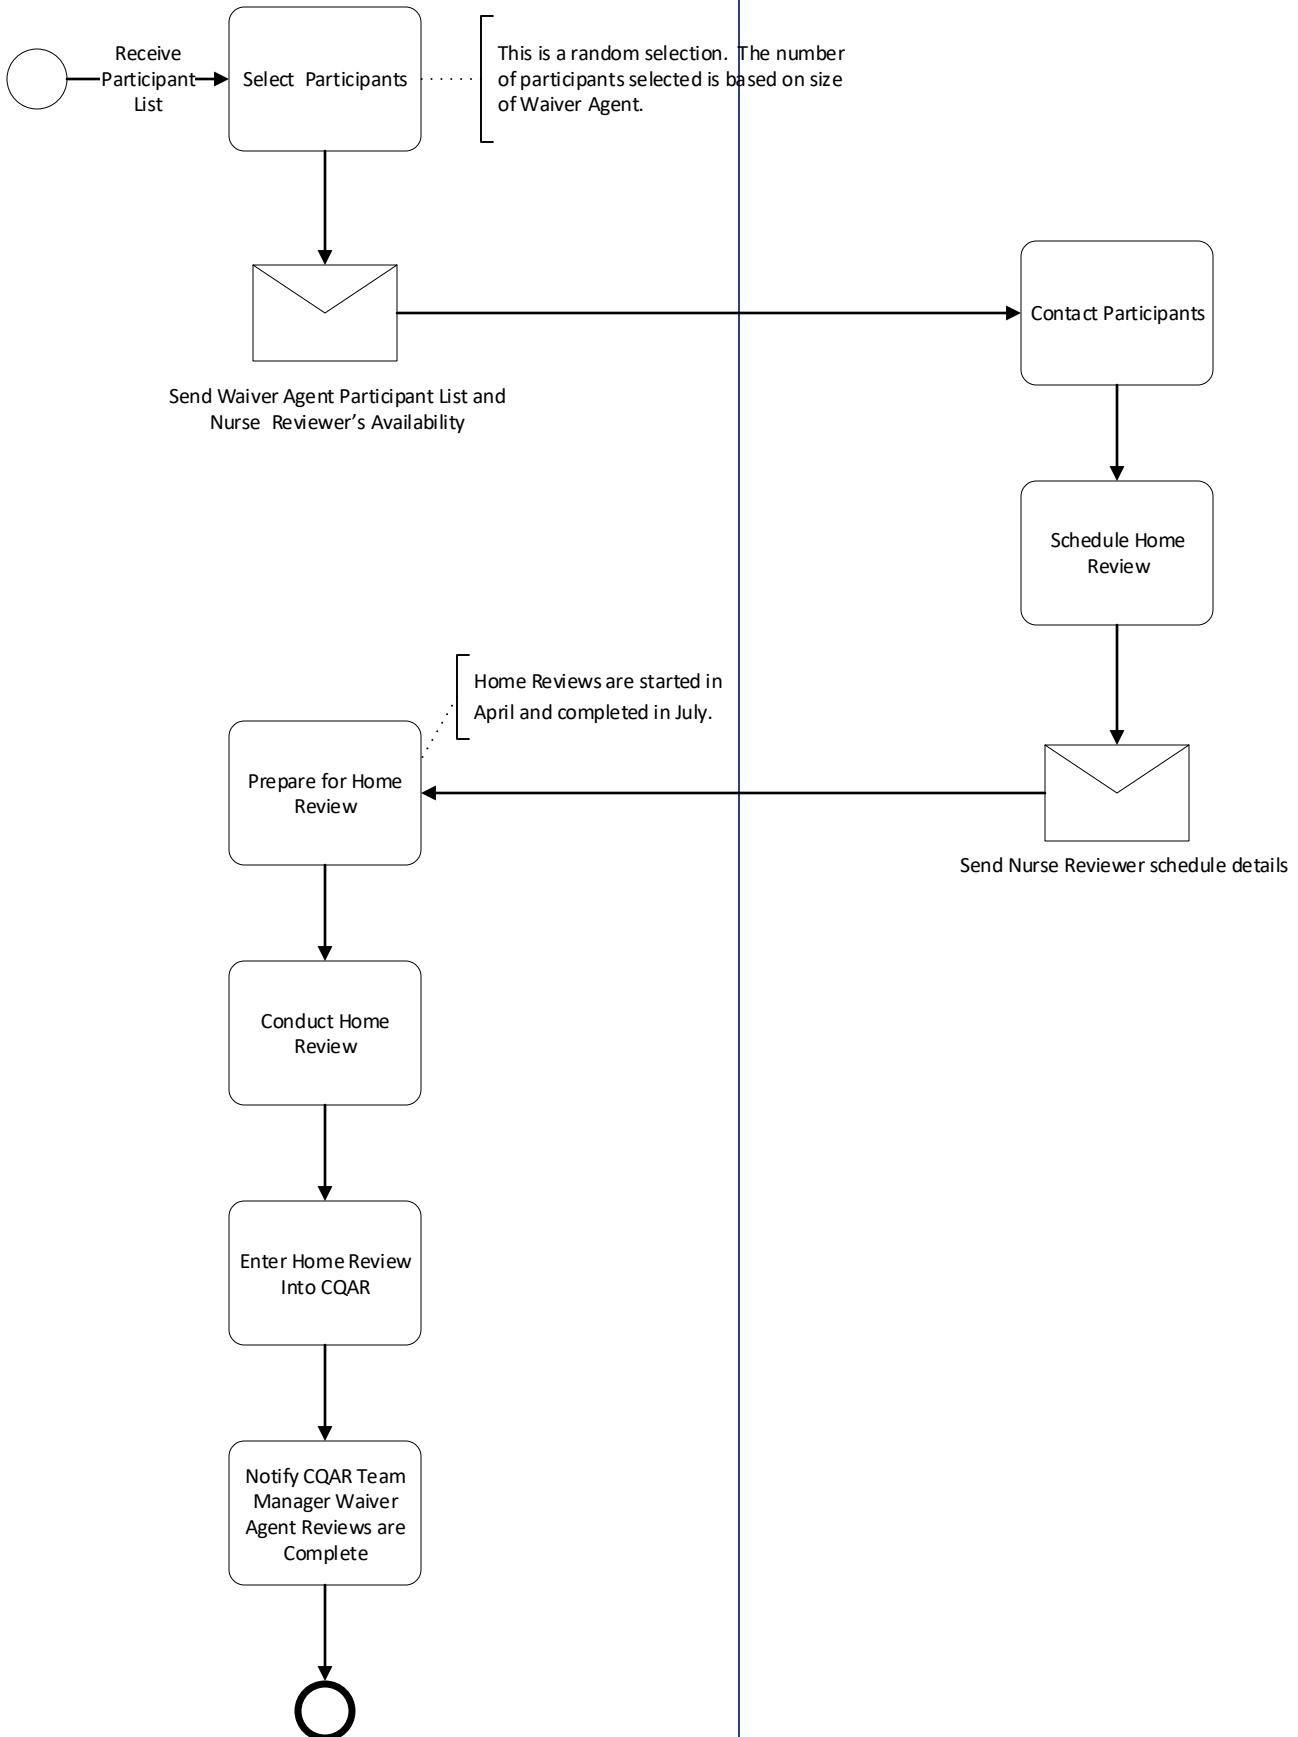 Receive
Participant
List
Select Participants
This is a random selection. The number
of participants selected is based on size
of Waiver Agent.
Contact Participants
Send Waiver Agent Participant List and
Nurse Reviewer’s Availability
Schedule Home
Review
Home Reviews are started in
April and completed in July.
Prepare for Home
Review
Send Nurse Reviewer schedule details
Conduct Home
Review
Enter Home Review
Into CQAR
Notify CQAR Team
Manager Waiver
Agent Reviews are
Complete